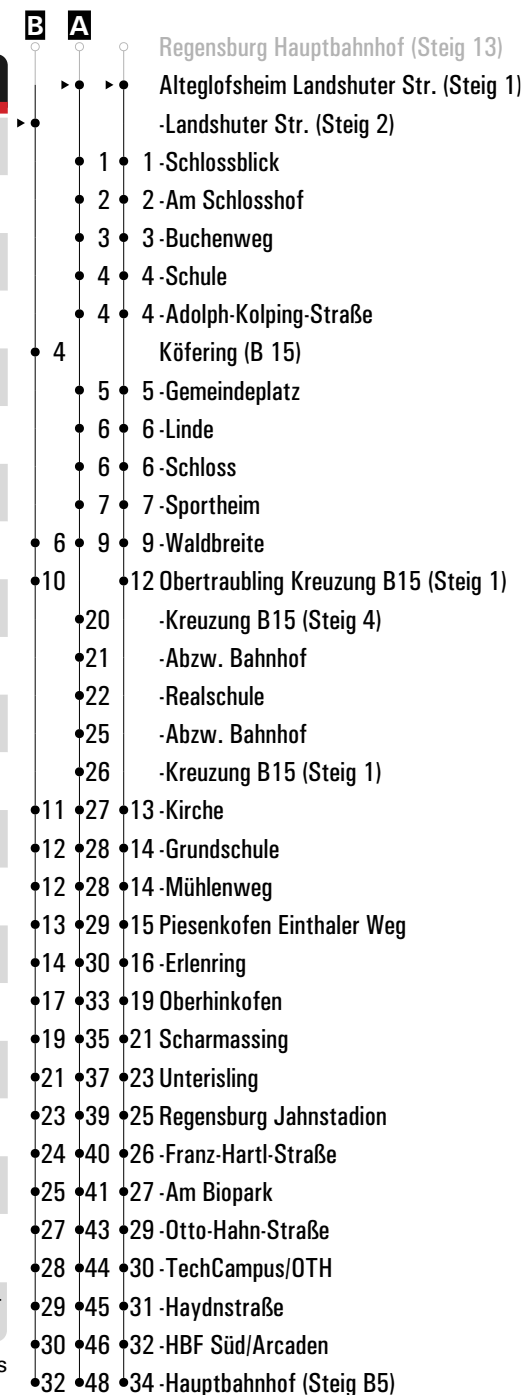 B A
Regensburg Hauptbahnhof (Steig 13)
Alteglofsheim Landshuter Str. (Steig 1)
-Landshuter Str. (Steig 2)
1 1 -Schlossblick
2 2 -Am Schlosshof
3 3 -Buchenweg
4 4 -Schule
4 4 -Adolph-Kolping-Straße
4 Köfering (B 15)
5 5 -Gemeindeplatz
6 6 -Linde
6 6 -Schloss
7 7 -Sportheim
6 9 9 -Waldbreite
10 12 Obertraubling Kreuzung B15 (Steig 1)
20 -Kreuzung B15 (Steig 4)
21 -Abzw. Bahnhof
22 -Realschule
25 -Abzw. Bahnhof
26 -Kreuzung B15 (Steig 1)
11 27 13 -Kirche
12 28 14 -Grundschule
12 28 14 -Mühlenweg
13 29 15 Piesenkofen Einthaler Weg
14 30 16 -Erlenring
17 33 19 Oberhinkofen
19 35 21 Scharmassing
21 37 23 Unterisling
23 39 25 Regensburg Jahnstadion
24 40 26 -Franz-Hartl-Straße
25 41 27 -Am Biopark
27 43 29 -Otto-Hahn-Straße
28 44 30 -TechCampus/OTH
29 45 31 -Haydnstraße
30 46 32 -HBF Süd/Arcaden
32 48 34 -Hauptbahnhof (Steig B5)